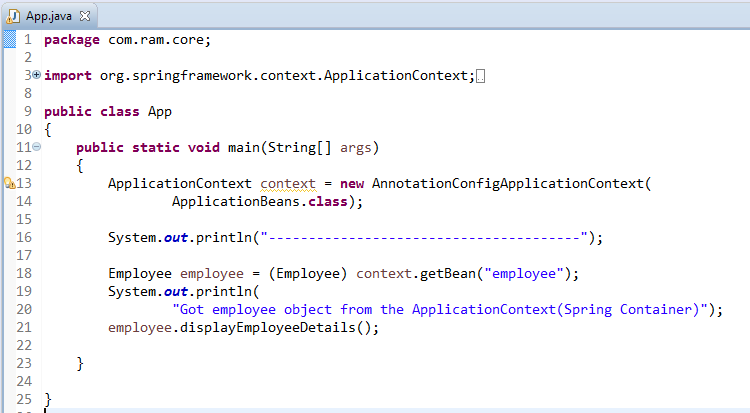 App.java
1 package com.ram.core;
2
3 import org.springframework.context.ApplicationContext;
8
9 public class App
10 {
11     public static void main(String[] args)
12     {
13         ApplicationContext context = new AnnotationConfigApplicationContext(
14                 ApplicationBeans.class);
15
16         System.out.println("---------------------------------------");
17
18         Employee employee = (Employee) context.getBean("employee");
19         System.out.println(
20                 "Got employee object from the ApplicationContext(Spring Container)");
21         employee.displayEmployeeDetails();
22
23     }
24
25 }